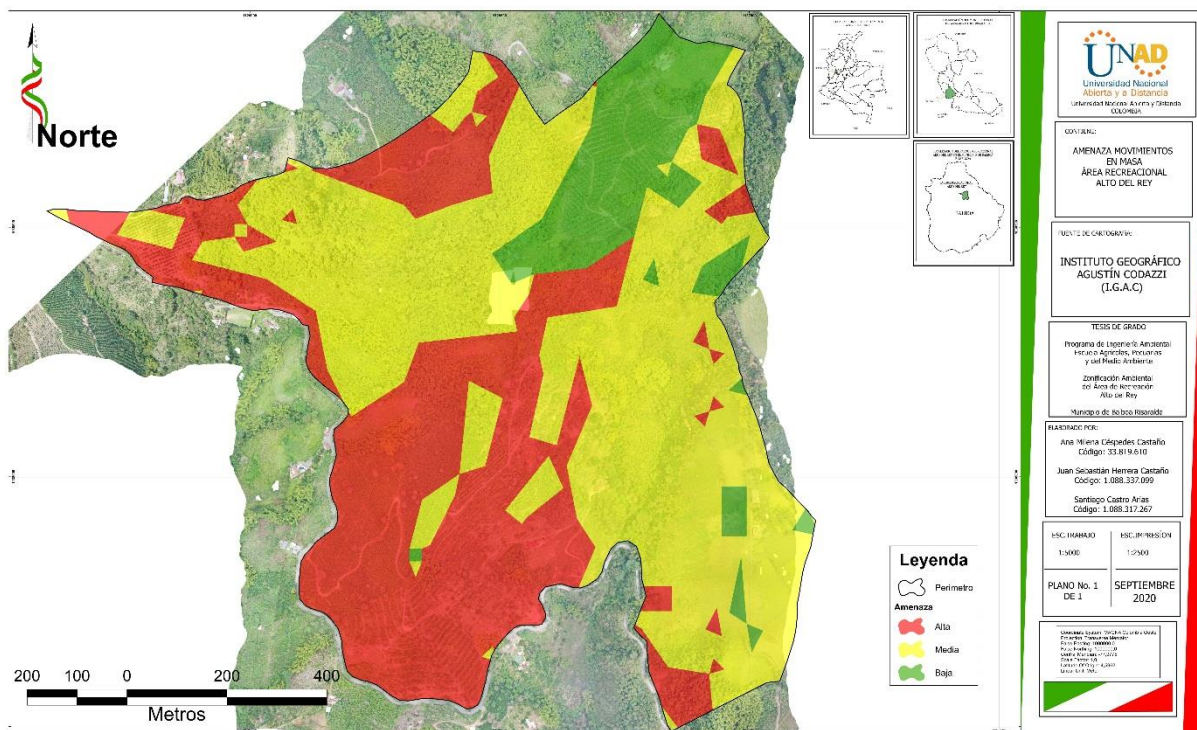 Norte
200 100 0 200 400
Metros
Leyenda
Perimetro
Amenaza
Alta
Media
Baja
UNAD
Universidad Nacional
Abierta y a Distancia
Universidad Nacional Abierta y a Distancia
COLOMBIA
CONTIENE:
AMENAZA MOVIMIENTOS
EN MASA
ÁREA RECREACIONAL
ALTO DEL REY
FUENTE DE CARTOGRAFIA:
INSTITUTO GEOGRÁFICO
AGUSTÍN CODAZZI
(I.G.A.C)
TESIS DE GRADO
Programa de Ingeniería Ambiental
Escuela Agrícolas, Pecuarias
y del Medio Ambiente
Zonificación Ambiental
del Área de Recreación
Alto del Rey
Municipio de Balboa Risaralda
ELABORADO POR:
Ana Milena Céspedes Castaño
Código: 33.819.610
Juan Sebastián Herrera Castaño
Código: 1.088.337.099
Santiago Castro Arias
Código: 1.088.317.267
ESC.TRABAJO
1:5000
ESC.IMPRESIÓN
1:2500
PLANO No. 1
DE 1
SEPTIEMBRE
2020